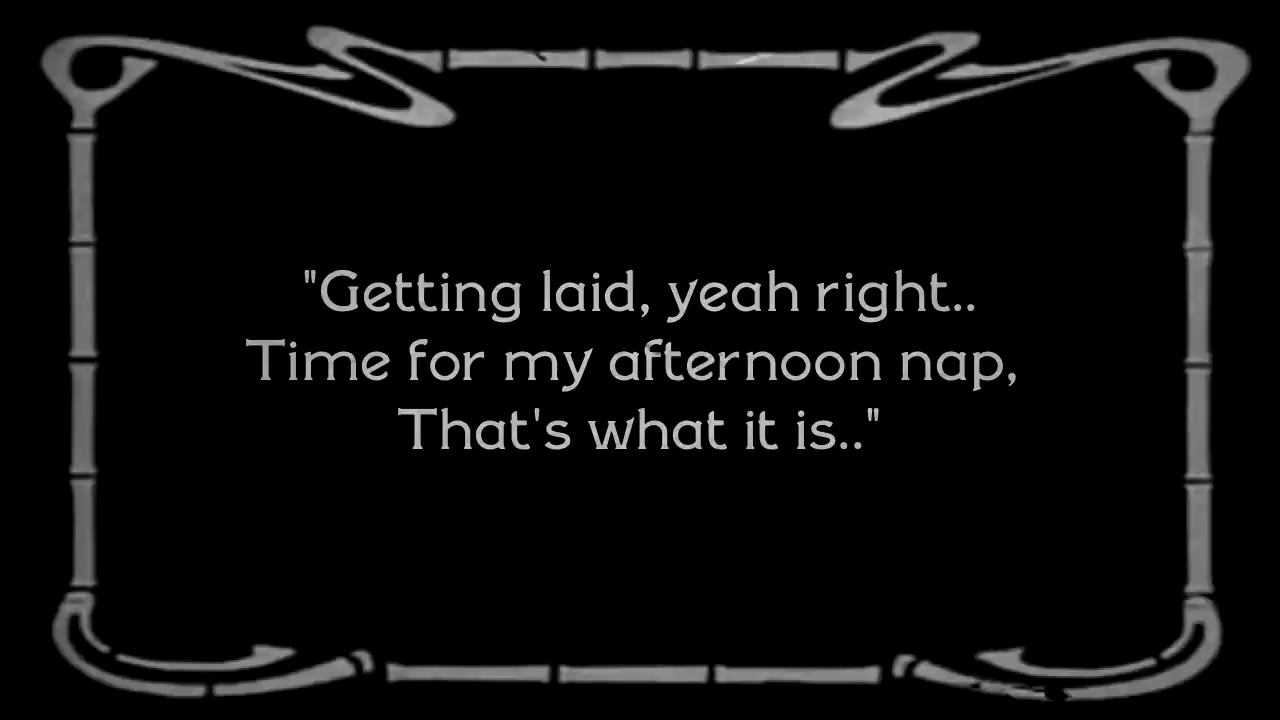 "Getting laid, yeah right..
Time for my afternoon nap,
That's what it is.."